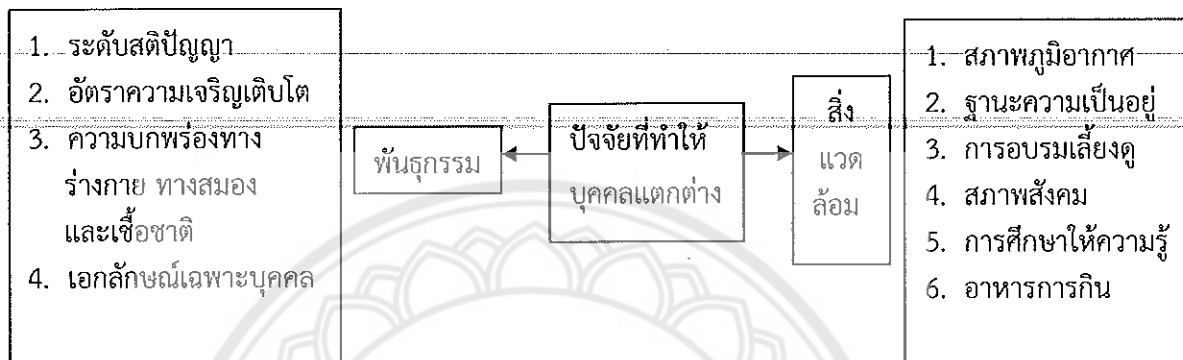 1. ระดับสติปัญญา
2. อัตราความเจริญเติบโต
3. ความบกพร่องทาง
ร่างกาย ทางสมอง
และเชื้อชาติ
4. เอกลักษณ์เฉพาะบุคคล
พันธุกรรม
ปัจจัยที่ทำให้
บุคคลแตกต่าง
สิ่ง
แวด
ล้อม
1. สภาพภูมิอากาศ
2. ฐานะความเป็นอยู่
3. การอบรมเลี้ยงดู
4. สภาพสังคม
5. การศึกษาให้ความรู้
6. อาหารการกิน